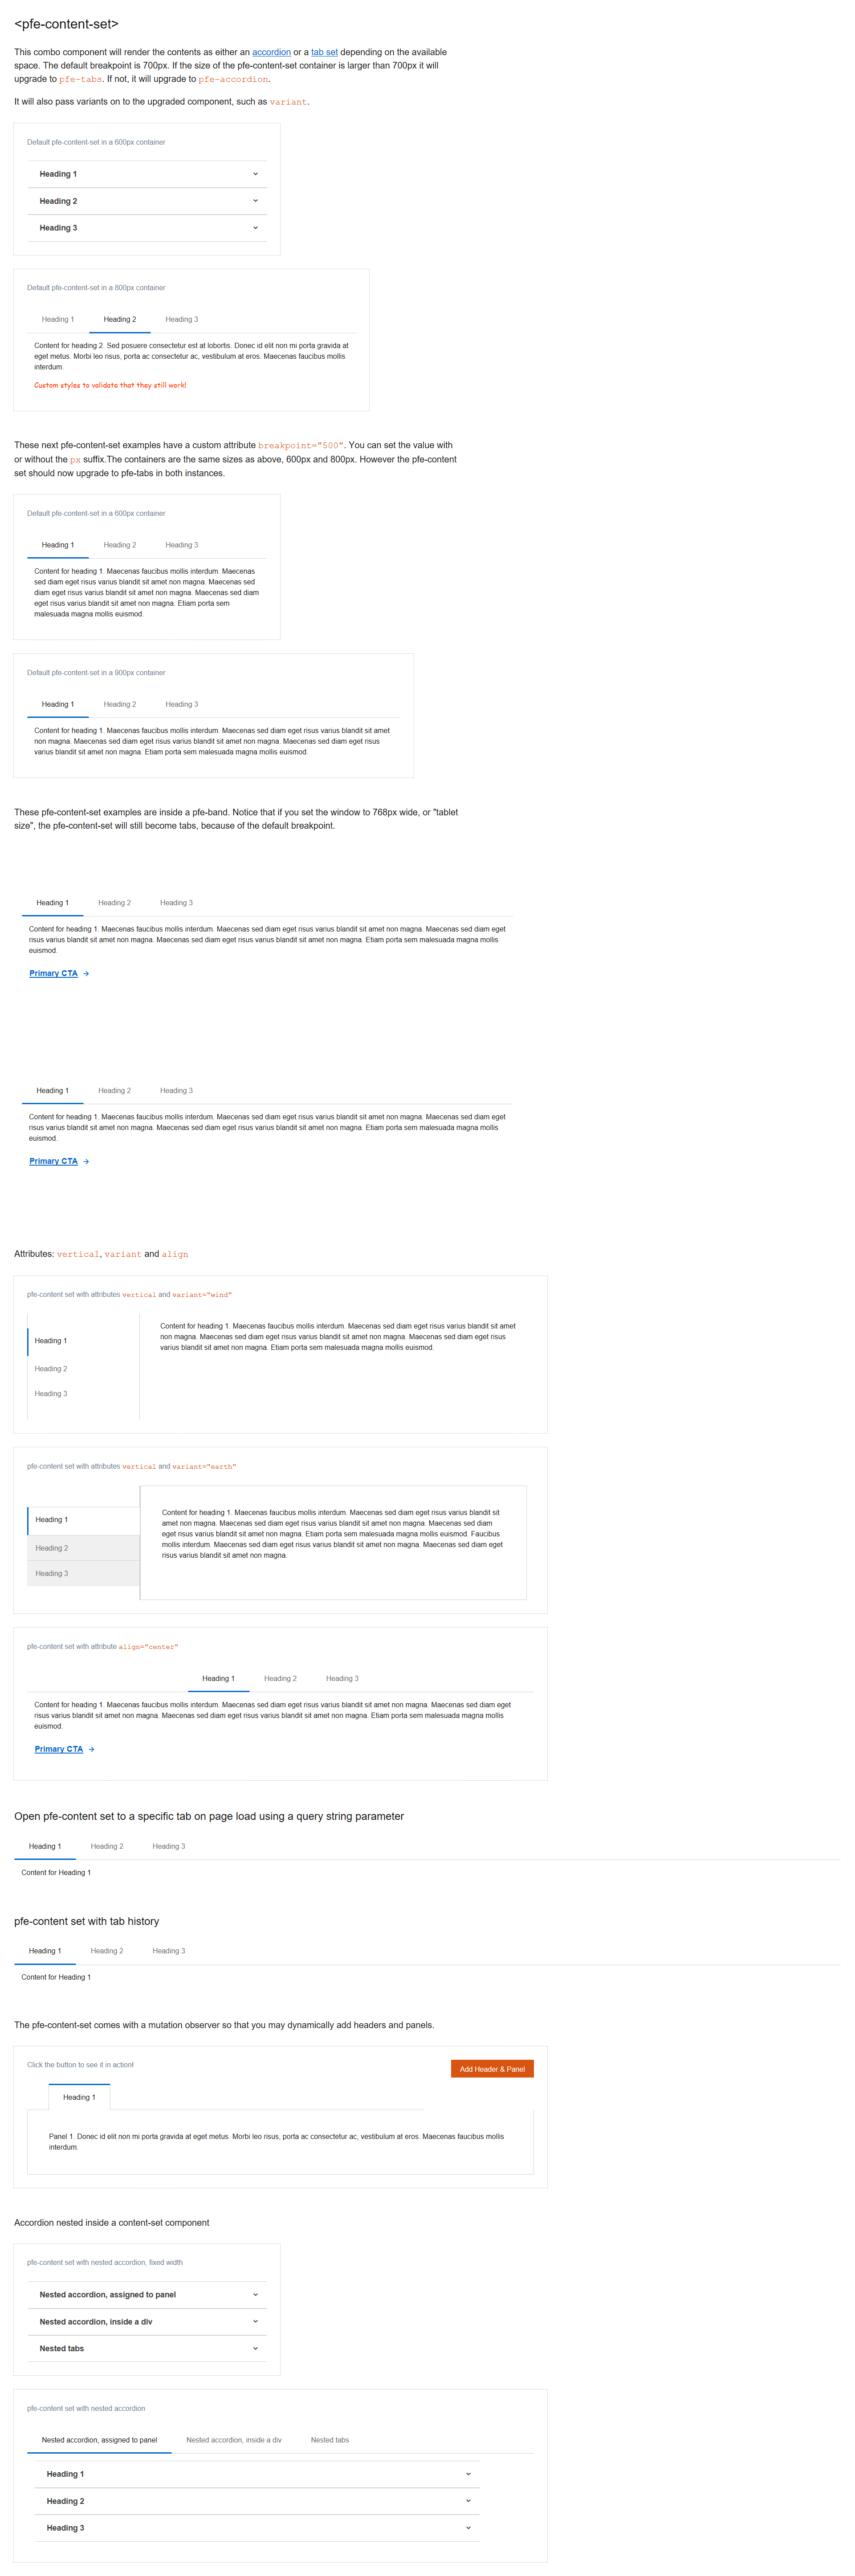 <pfe-content-set>
This combo component will render the contents as either an accordion or a tab set depending on the available
space. The default breakpoint is 700px. If the size of the pfe-content-set container is larger than 700px it will
upgrade to pfe-tabs. If not, it will upgrade to pfe-accordion.
It will also pass variants on to the upgraded component, such as variant.
Default pfe-content-set in a 600px container
Heading 1
Heading 2
Heading 3
Default pfe-content-set in a 800px container
Heading 1 Heading 2 Heading 3
Content for heading 2. Sed posuere consectetur est at lobortis. Donec id elit non mi porta gravida at
eget metus. Morbi leo risus, porta ac consectetur ac, vestibulum at eros. Maecenas faucibus mollis
interdum.
Custom styles to validate that they still work!
These next pfe-content-set examples have a custom attribute breakpoint="500". You can set the value with
or without the px suffix.The containers are the same sizes as above, 600px and 800px. However the pfe-content
set should now upgrade to pfe-tabs in both instances.
Default pfe-content-set in a 600px container
Heading 1 Heading 2 Heading 3
Content for heading 1. Maecenas faucibus mollis interdum. Maecenas
sed diam eget risus varius blandit sit amet non magna. Maecenas sed
diam eget risus varius blandit sit amet non magna. Maecenas sed diam
eget risus varius blandit sit amet non magna. Etiam porta sem
malesuada magna mollis euismod.
Default pfe-content-set in a 900px container
Heading 1 Heading 2 Heading 3
Content for heading 1. Maecenas faucibus mollis interdum. Maecenas sed diam eget risus varius blandit sit amet
non magna. Maecenas sed diam eget risus varius blandit sit amet non magna. Maecenas sed diam eget risus
varius blandit sit amet non magna. Etiam porta sem malesuada magna mollis euismod.
These pfe-content-set examples are inside a pfe-band. Notice that if you set the window to 768px wide, or "tablet
size", the pfe-content-set will still become tabs, because of the default breakpoint.
Heading 1 Heading 2 Heading 3
Content for heading 1. Maecenas faucibus mollis interdum. Maecenas sed diam eget risus varius blandit sit amet non magna. Maecenas sed diam eget
risus varius blandit sit amet non magna. Maecenas sed diam eget risus varius blandit sit amet non magna. Etiam porta sem malesuada magna mollis
euismod.
Primary CTA →
Heading 1 Heading 2 Heading 3
Content for heading 1. Maecenas faucibus mollis interdum. Maecenas sed diam eget risus varius blandit sit amet non magna. Maecenas sed diam eget
risus varius blandit sit amet non magna. Maecenas sed diam eget risus varius blandit sit amet non magna. Etiam porta sem malesuada magna mollis
euismod.
Primary CTA →
Attributes: vertical, variant and align
pfe-content set with attributes vertical and variant="wind"
Content for heading 1. Maecenas faucibus mollis interdum. Maecenas sed diam eget risus varius blandit sit amet
non magna. Maecenas sed diam eget risus varius blandit sit amet non magna. Maecenas sed diam eget risus
varius blandit sit amet non magna. Etiam porta sem malesuada magna mollis euismod.
Heading 1
Heading 2
Heading 3
pfe-content set with attributes vertical and variant="earth"
Content for heading 1. Maecenas faucibus mollis interdum. Maecenas sed diam eget risus varius blandit sit
amet non magna. Maecenas sed diam eget risus varius blandit sit amet non magna. Maecenas sed diam
eget risus varius blandit sit amet non magna. Etiam porta sem malesuada magna mollis euismod. Faucibus
mollis interdum. Maecenas sed diam eget risus varius blandit sit amet non magna. Maecenas sed diam eget
risus varius blandit sit amet non magna.
Heading 1
Heading 2
Heading 3
pfe-content set with attribute align="center"
Heading 1 Heading 2 Heading 3
Content for heading 1. Maecenas faucibus mollis interdum. Maecenas sed diam eget risus varius blandit sit amet non magna. Maecenas sed diam eget
risus varius blandit sit amet non magna. Maecenas sed diam eget risus varius blandit sit amet non magna. Etiam porta sem malesuada magna mollis
euismod.
Primary CTA →
Open pfe-content set to a specific tab on page load using a query string parameter
Heading 1 Heading 2 Heading 3
Content for Heading 1
pfe-content set with tab history
Heading 1 Heading 2 Heading 3
Content for Heading 1
The pfe-content-set comes with a mutation observer so that you may dynamically add headers and panels.
Click the button to see it in action! Add Header & Panel
Heading 1
Panel 1. Donec id elit non mi porta gravida at eget metus. Morbi leo risus, porta ac consectetur ac, vestibulum at eros. Maecenas faucibus mollis
interdum.
Accordion nested inside a content-set component
pfe-content set with nested accordion, fixed width
Nested accordion, assigned to panel
Nested accordion, inside a div
Nested tabs
pfe-content set with nested accordion
Nested accordion, assigned to panel Nested accordion, inside a div Nested tabs
Heading 1
Heading 2
Heading 3